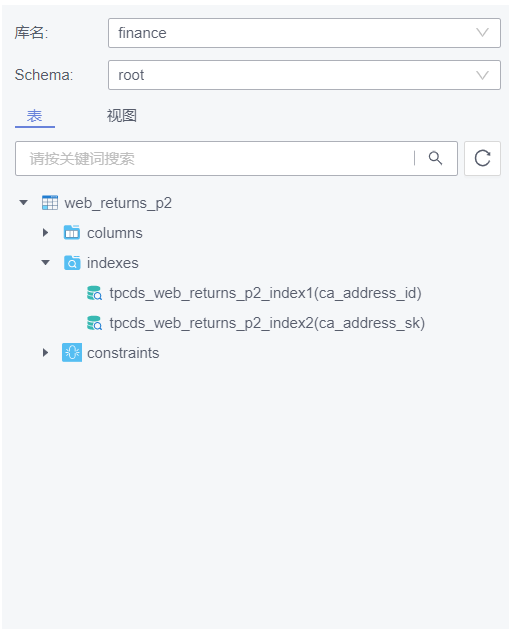 库名: finance
Schema: root
表 视图
请按关键词搜索
web_returns_p2
columns
indexes
tpcds_web_returns_p2_index1(ca_address_id)
tpcds_web_returns_p2_index2(ca_address_sk)
constraints